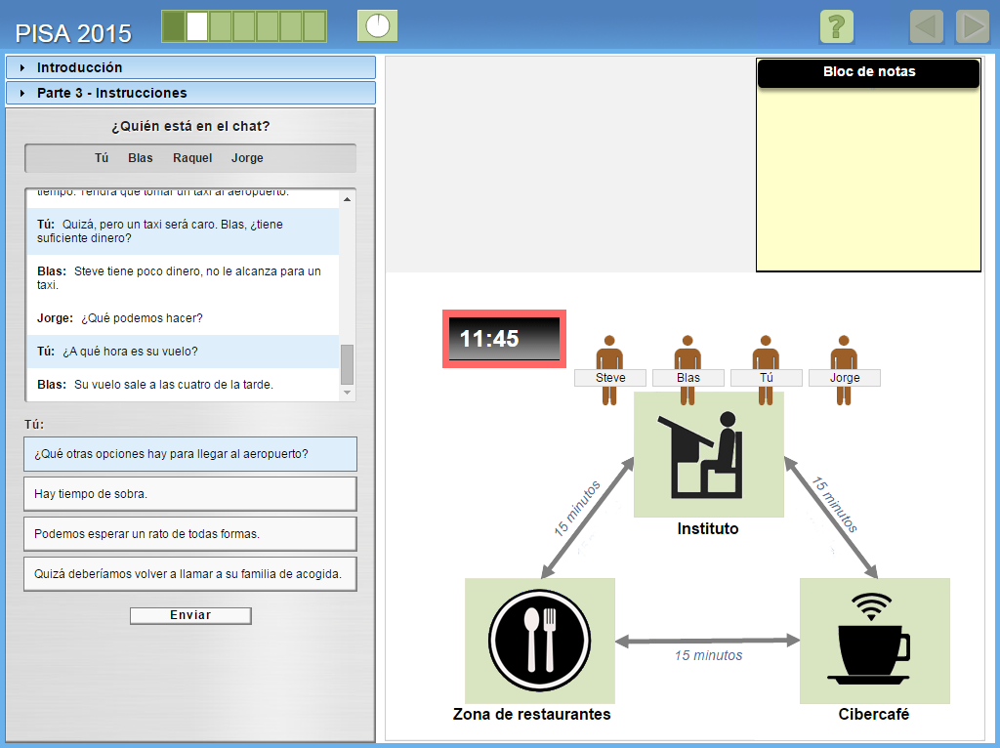 PISA 2015
?
Introducción
Parte 3 - Instrucciones
¿Quién está en el chat?
Tú Blas Raquel Jorge
tiempo. Tendrá que tomar un taxi al aeropuerto.
Tú: Quizá, pero un taxi será caro. Blas, ¿tiene
suficiente dinero?
Blas: Steve tiene poco dinero, no le alcanza para un
taxi.
Jorge: ¿Qué podemos hacer?
Tú: ¿A qué hora es su vuelo?
Blas: Su vuelo sale a las cuatro de la tarde.
Tú:
¿Qué otras opciones hay para llegar al aeropuerto?
Hay tiempo de sobra.
Podemos esperar un rato de todas formas.
Quizá deberíamos volver a llamar a su familia de acogida.
Enviar
Bloc de notas
11:45
Steve Blas Tú Jorge
15 minutos
15 minutos
Instituto
15 minutos
Zona de restaurantes
Cibercafé